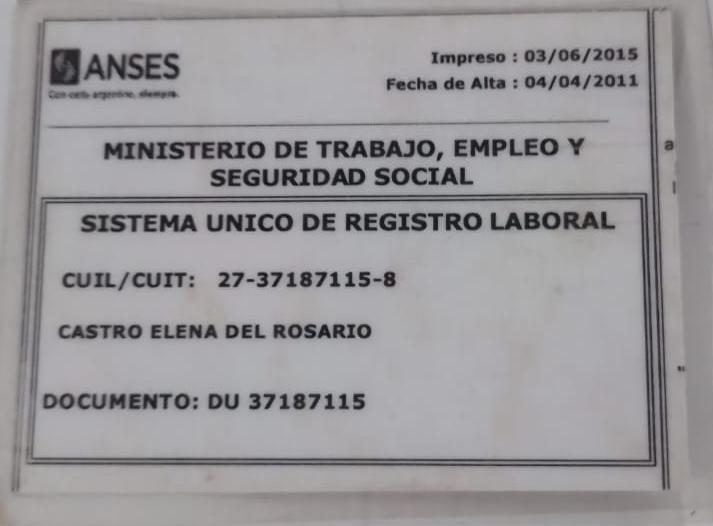 ANSES
Impreso : 03/06/2015
Fecha de Alta : 04/04/2011
MINISTERIO DE TRABAJO, EMPLEO Y
SEGURIDAD SOCIAL
SISTEMA UNICO DE REGISTRO LABORAL
CUIL/CUIT: 27-37187115-8
CASTRO ELENA DEL ROSARIO
DOCUMENTO: DU 37187115